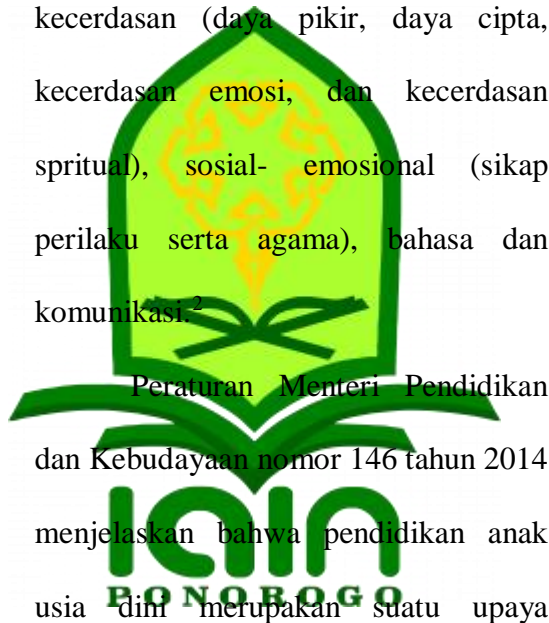 kecerdasan (daya pikir, daya cipta,
kecerdasan emosi, dan kecerdasan
spritual), sosial- emosional (sikap
perilaku serta agama), bahasa dan
komunikasi.²
Peraturan Menteri Pendidikan
dan Kebudayaan nomor 146 tahun 2014
menjelaskan bahwa pendidikan anak
iain
usia dini merupakan suatu upaya
PONOROGO